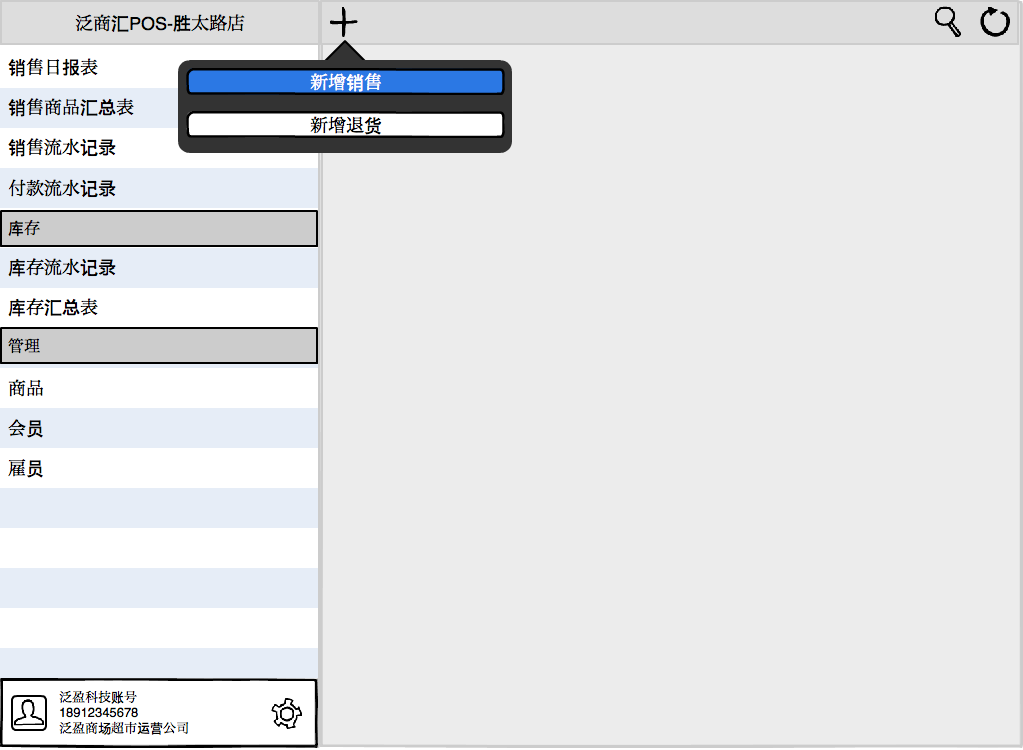 泛商汇POS-胜太路店
销售日报表
新增销售
销售商品汇总表
新增退货
销售流水记录
付款流水记录
库存
库存流水记录
库存汇总表
管理
商品
会员
雇员
泛盈科技账号
18912345678
泛盈商场超市运营公司